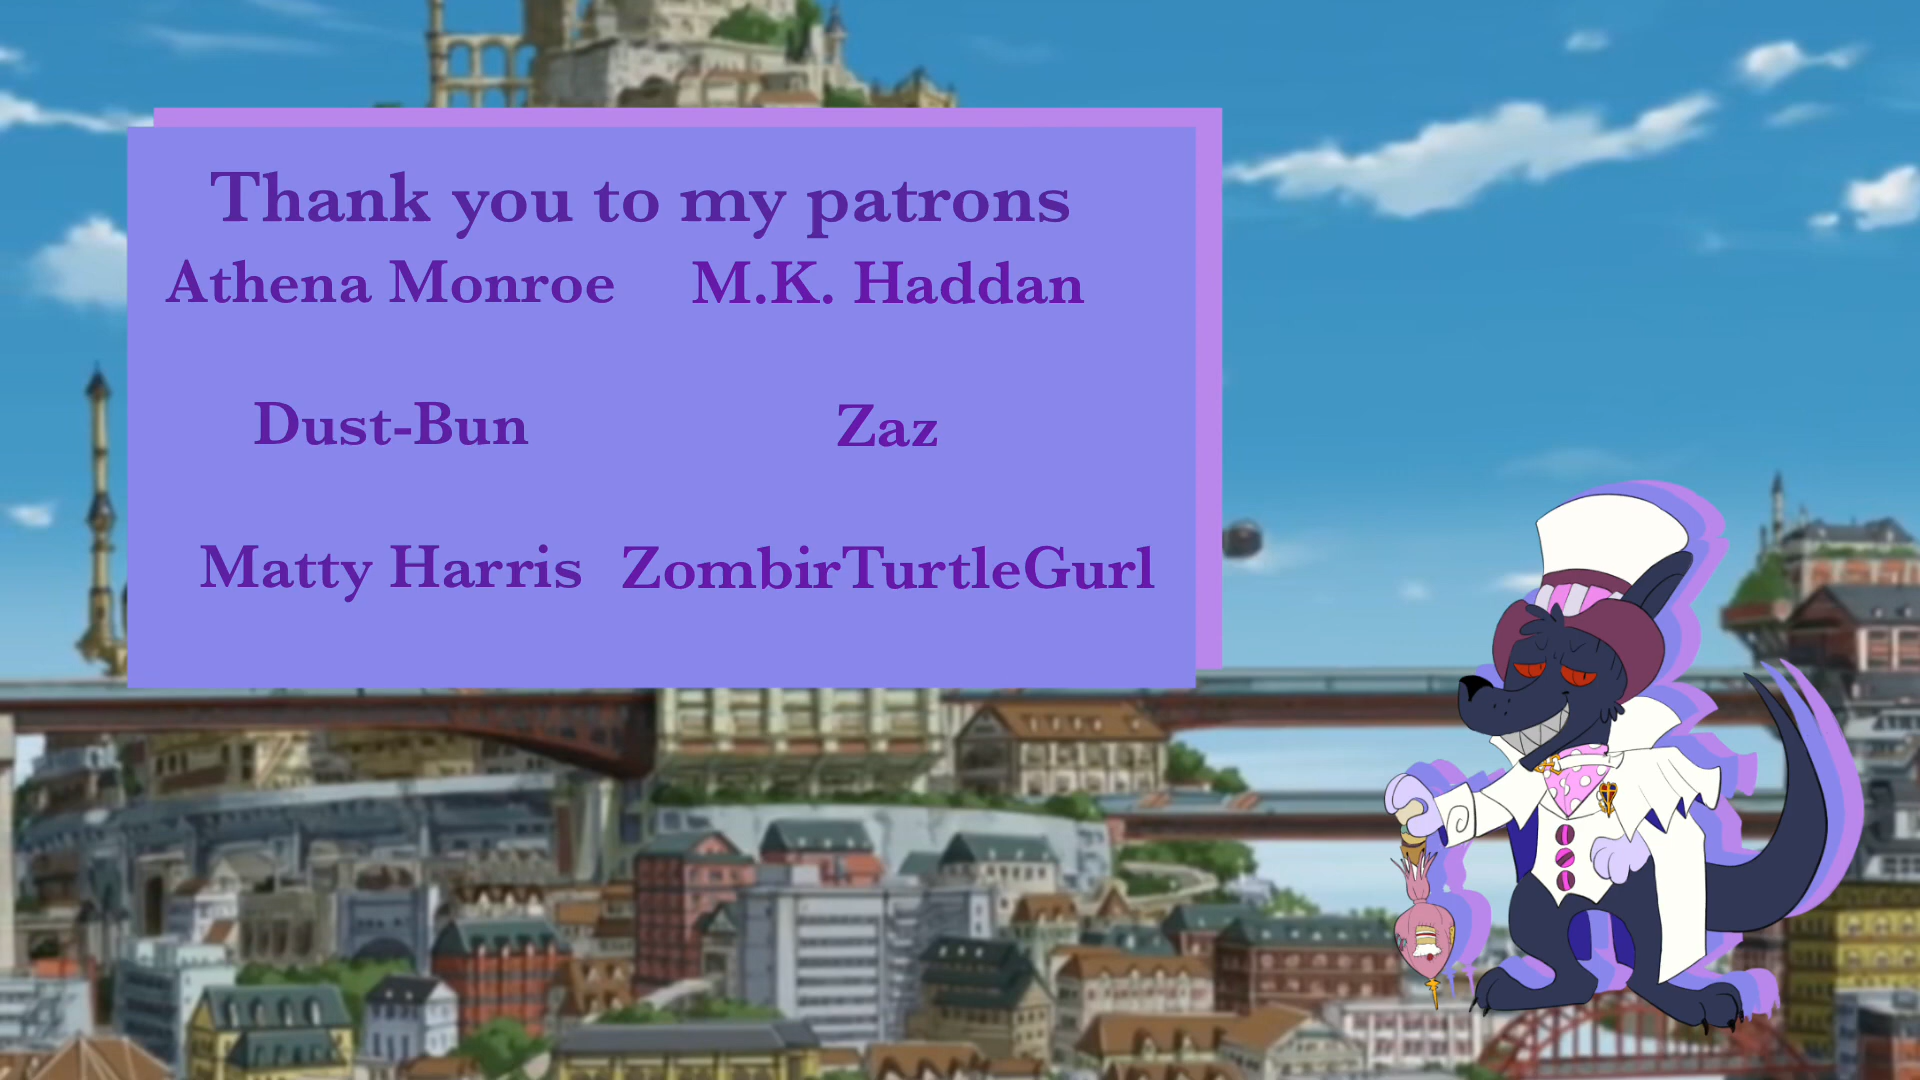 Thank you to my patrons
Athena Monroe M.K. Haddan
Dust-Bun Zaz
Matty Harris ZombirTurtleGurl